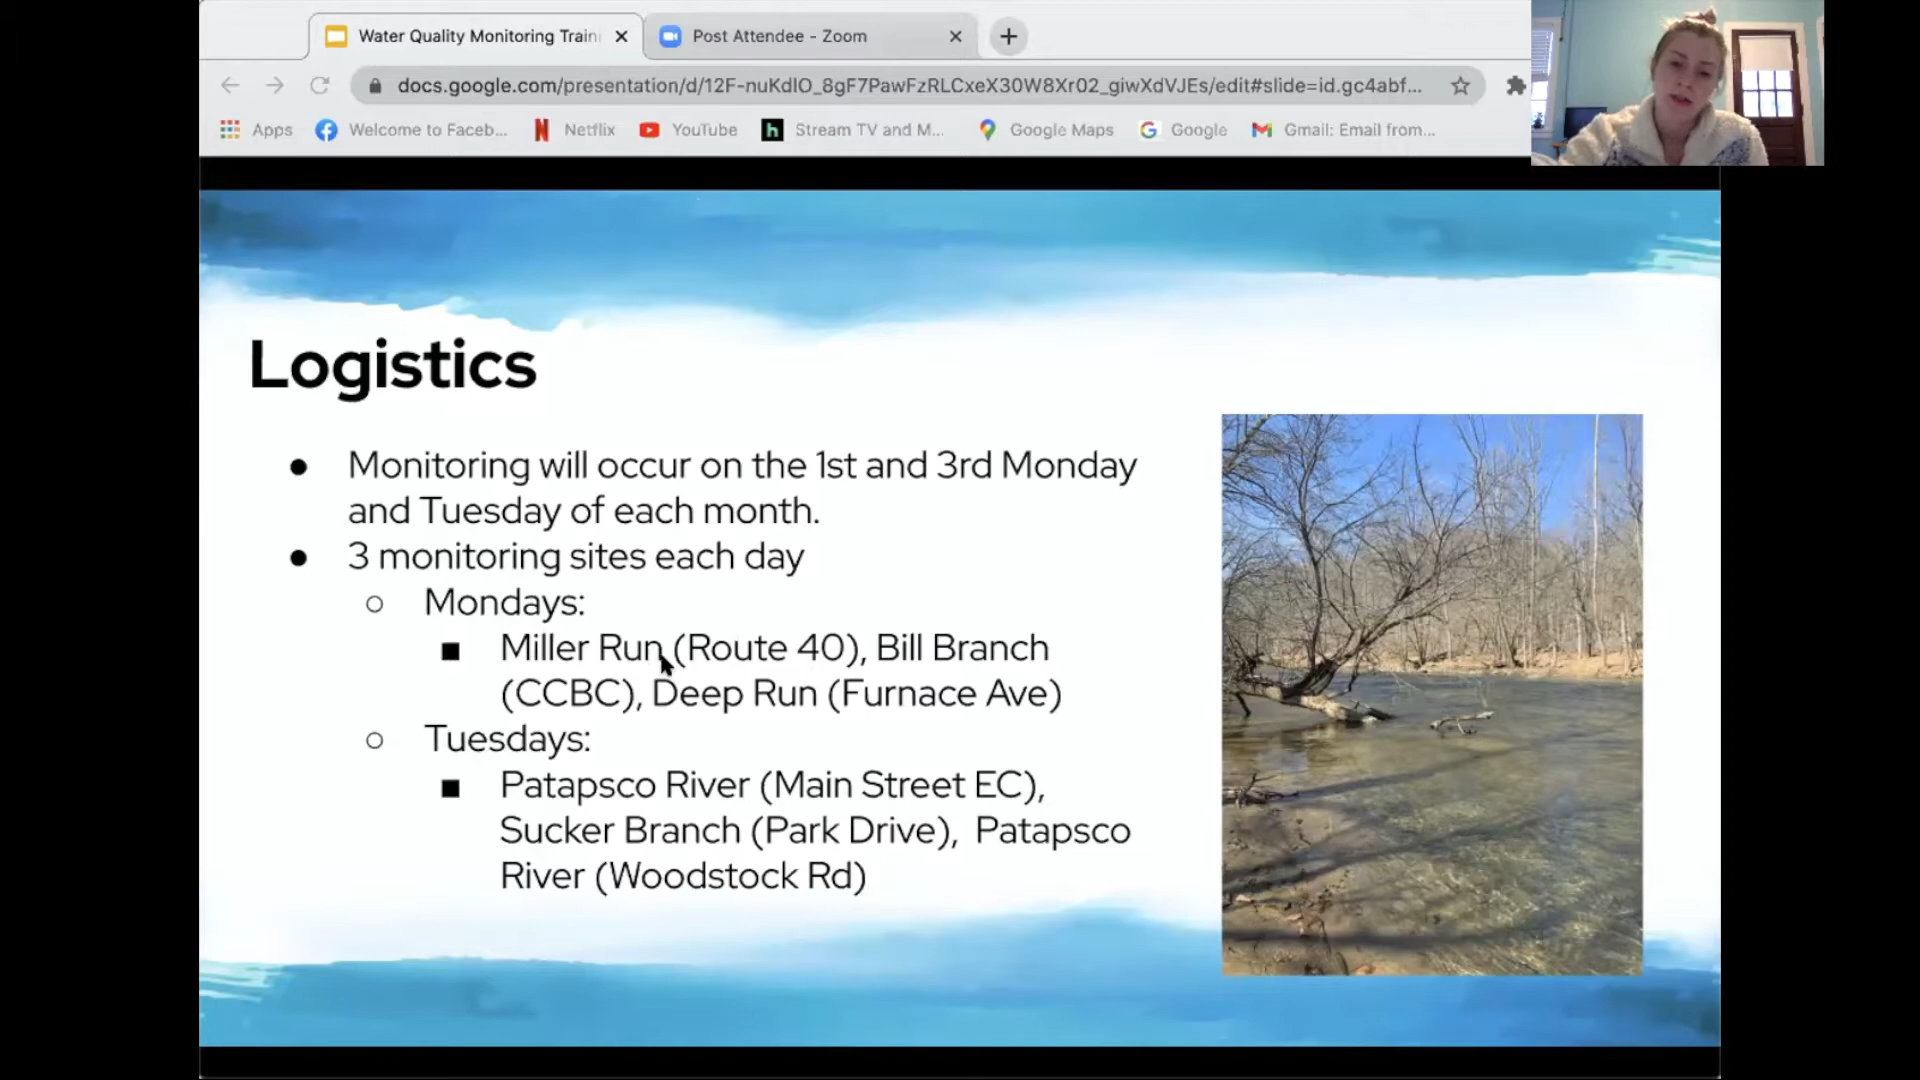 Water Quality Monitoring Train
Post Attendee - Zoom
docs.google.com/presentation/d/12F-nuKdIO_8gF7PawFzRLCxeX30W8Xr02_giwXdVJEs/edit#slide=id.gc4abf...
Apps
Welcome to Faceb...
Netflix
YouTube
h
Stream TV and M...
Google Maps
Google
Gmail: Email from...
Logistics
● Monitoring will occur on the 1st and 3rd Monday
and Tuesday of each month.
● 3 monitoring sites each day
○ Mondays:
■ Miller Run (Route 40), Bill Branch
(CCBC), Deep Run (Furnace Ave)
○ Tuesdays:
■ Patapsco River (Main Street EC),
Sucker Branch (Park Drive), Patapsco
River (Woodstock Rd)